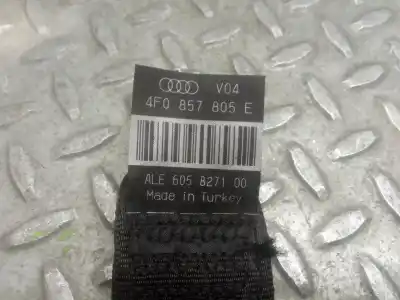 V04
4F0 857 805 E
ALE 605 8271 00
Made in Turkey